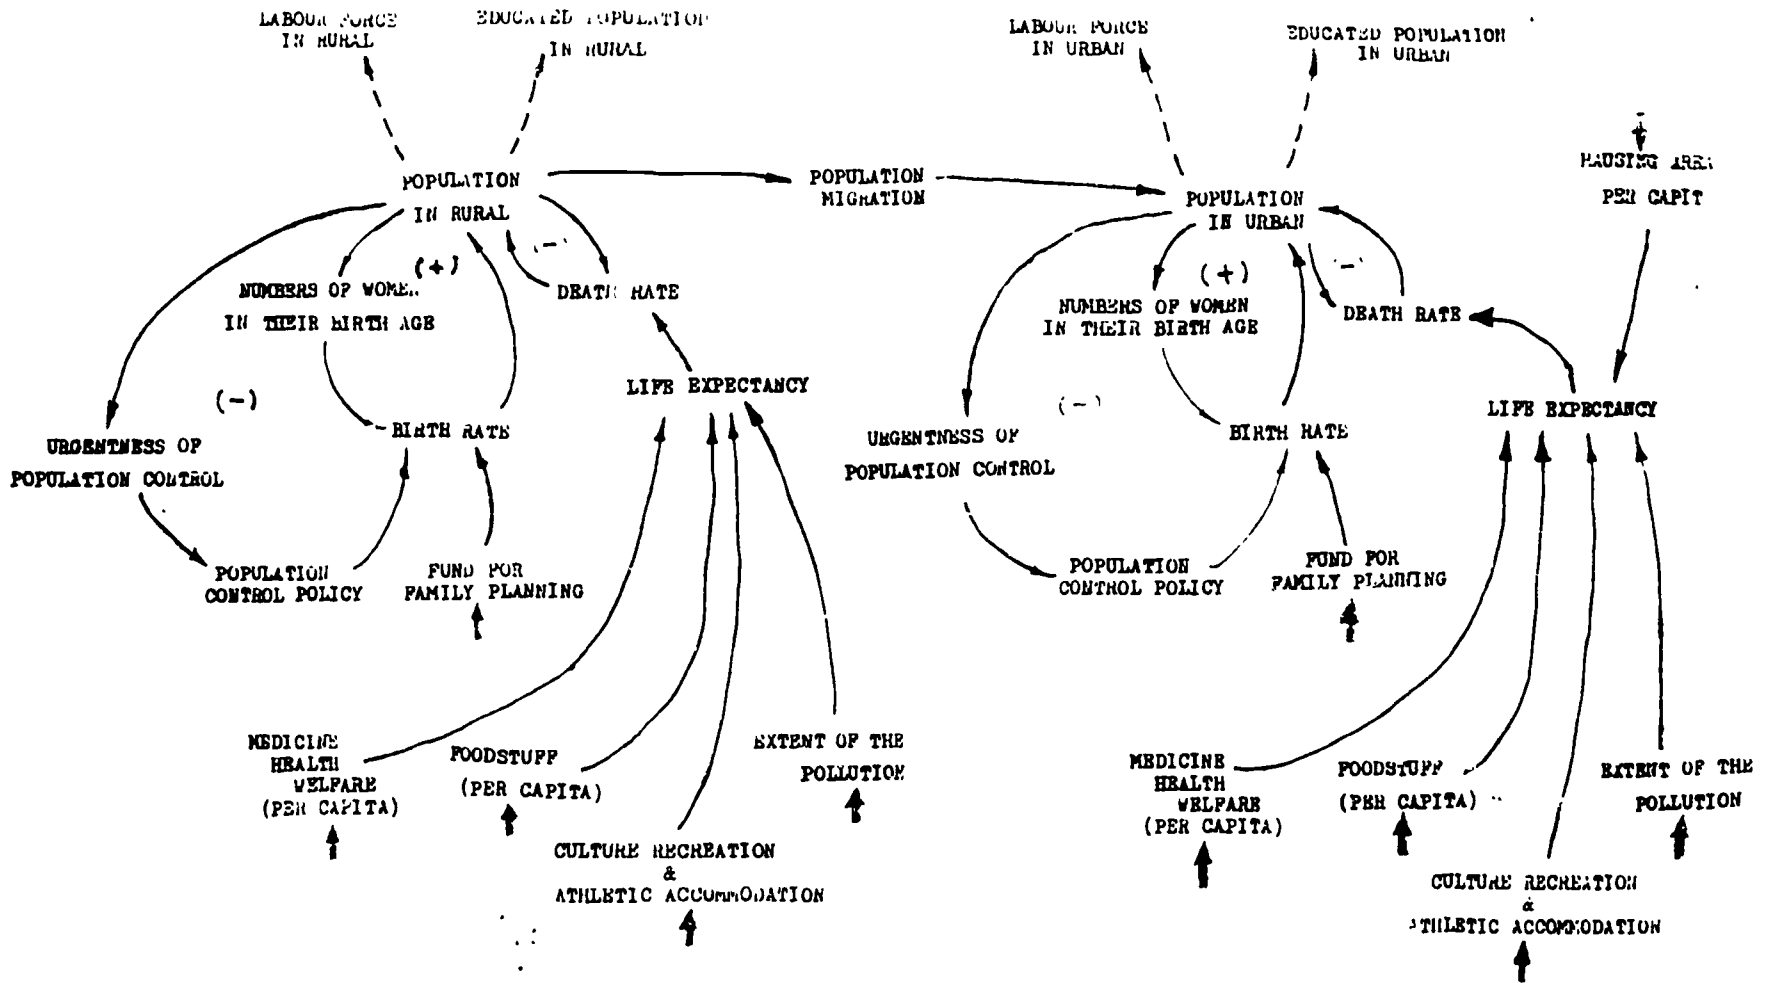 LABOUR FORCE
IN RURAL
EDUCATED POPULATION
IN RURAL
LABOUR FORCE
IN URBAN
EDUCATED POPULATION
IN URBAN
POPULATION
IN RURAL
POPULATION
MIGRATION
POPULATION
IN URBAN
HAUSING AREA
PER CAPIT
(+)
(-)
NUMBERS OF WOMEN
IN THEIR BIRTH AGE
DEATH RATE
(+)
(-)
NUMBERS OF WOMEN
IN THEIR BIRTH AGE
DEATH RATE
LIFE EXPECTANCY
LIFE EXPECTANCY
(-)
(-)
URGENTNESS OF
POPULATION CONTROL
BIRTH RATE
URGENTNESS OF
POPULATION CONTROL
BIRTH RATE
POPULATION
CONTROL POLICY
FUND FOR
FAMILY PLANNING
POPULATION
CONTROL POLICY
FUND FOR
FAMILY PLANNING
MEDICINE
HEALTH
WELFARE
(PER CAPITA)
FOODSTUFF
(PER CAPITA)
EXTENT OF THE
POLLUTION
CULTURE RECREATION
&
ATHLETIC ACCOMMODATION
MEDICINE
HEALTH
WELFARE
(PER CAPITA)
FOODSTUFF
(PER CAPITA)
EXTENT OF THE
POLLUTION
CULTURE RECREATION
&
ATHLETIC ACCOMMODATION